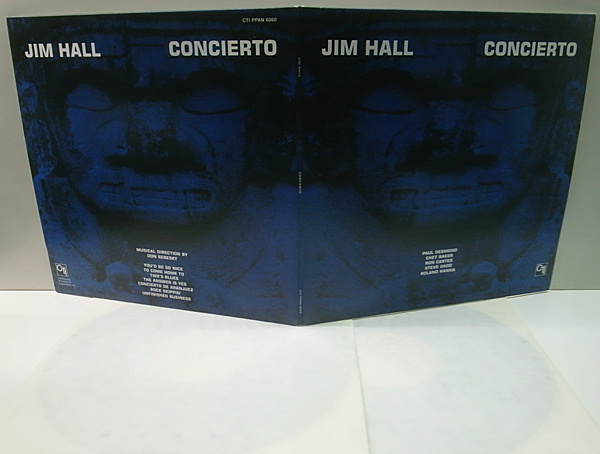 CTI PPAN 6060
JIM HALL CONCIERTO
MUSICAL DIRECTION BY
DON SEBESKY
YOU'D BE SO NICE
TO COME HOME TO
TWO'S BLUES
THE ANSWER IS YES
CONCIERTO DE ARANJUEZ
ROCK SKIPPIN'
UNFINISHED BUSINESS
CTI
JIM HALL CONCIERTO
PAUL DESMOND
CHET BAKER
RON CARTER
STEVE GADD
ROLAND HANNA
CTI